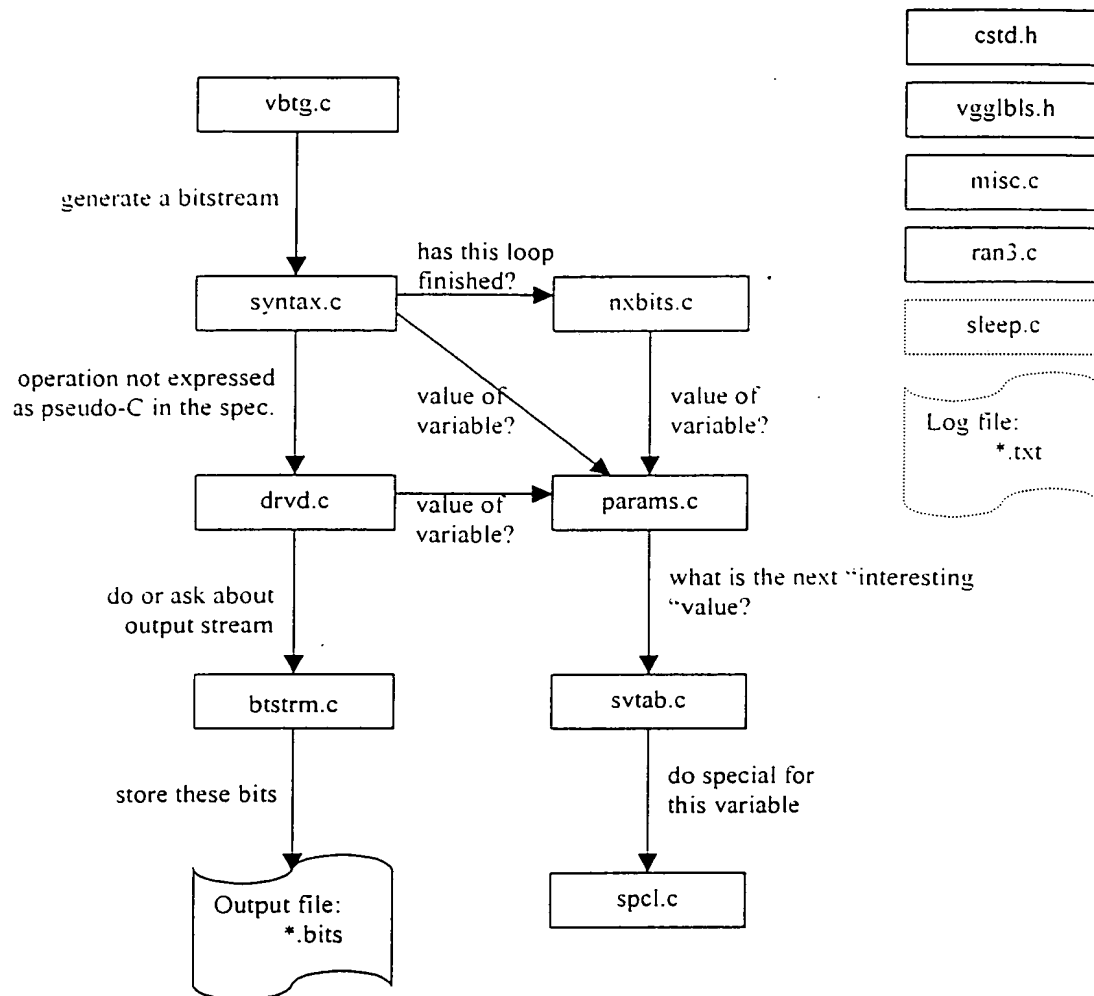 cstd.h
vbtg.c
vgglbls.h
generate a bitstream
misc.c
has this loop
finished?
ran3.c
syntax.c
nxbits.c
sleep.c
operation not expressed
as pseudo-C in the spec.
value of
variable?
value of
variable?
Log file:
*.txt
drvd.c
value of
variable?
params.c
do or ask about
output stream
what is the next “interesting
“value?
btstrm.c
svtab.c
store these bits
do special for
this variable
Output file:
*.bits
spcl.c